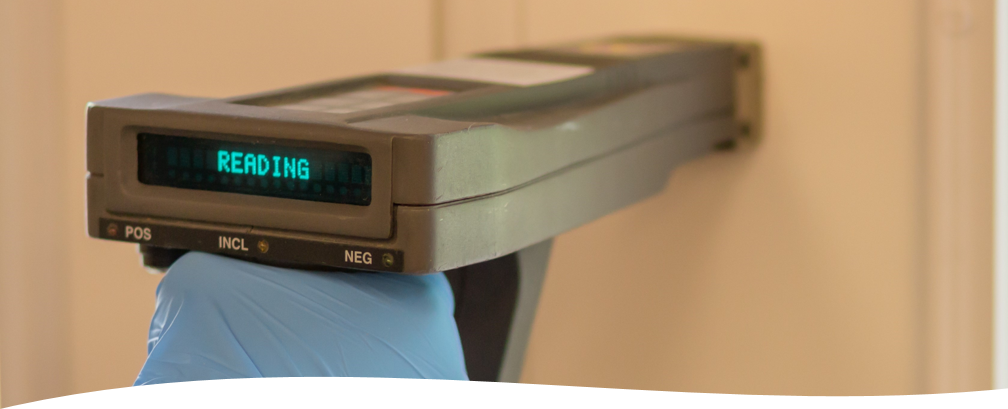 READING
POS INCL NEG